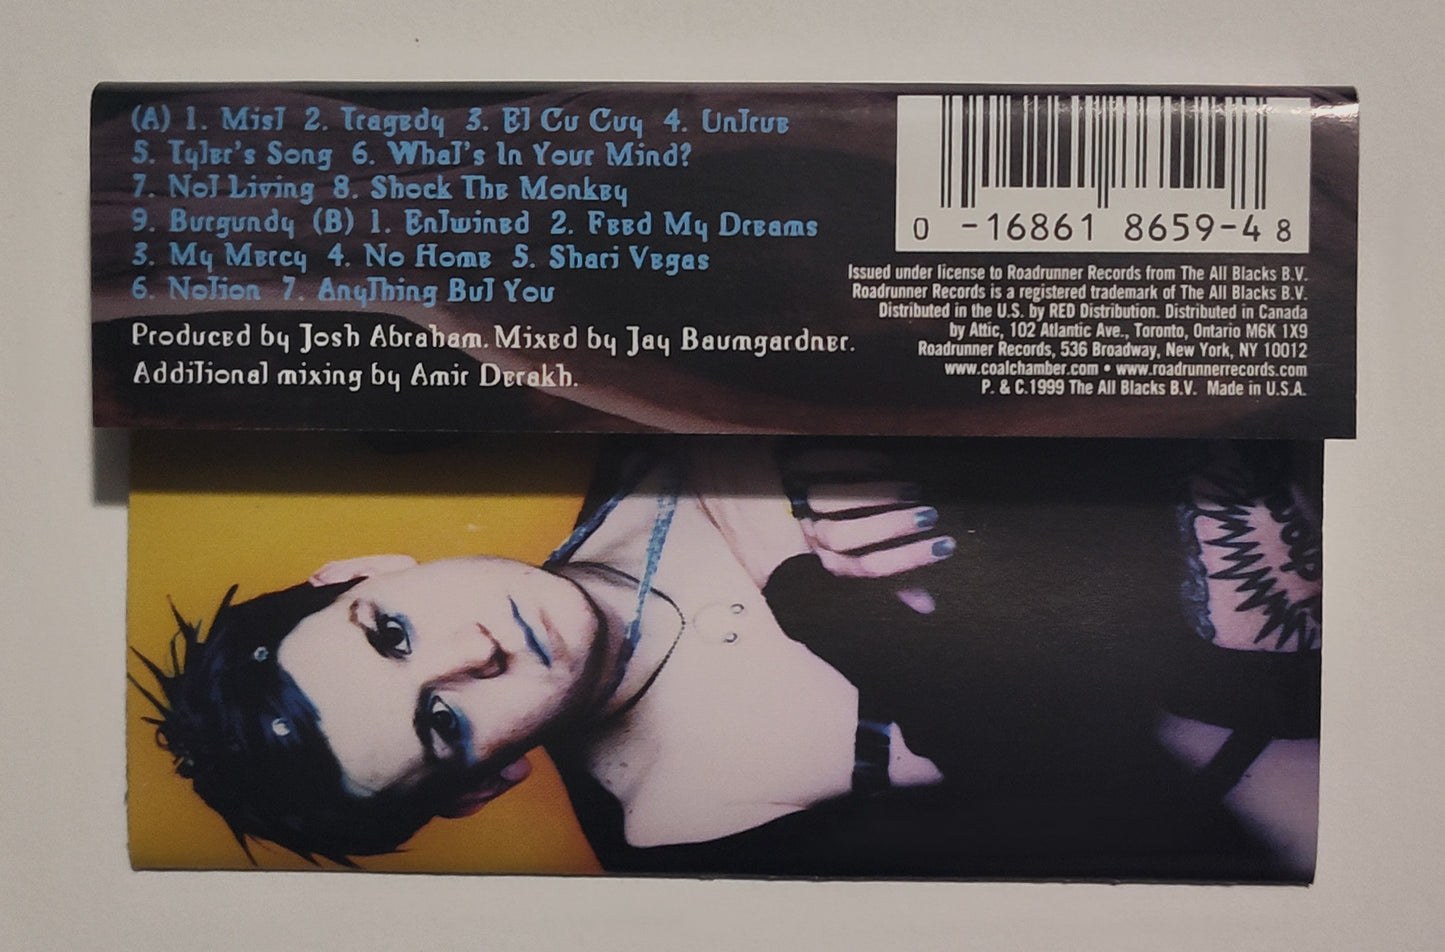 (A) 1. Mist 2. Tragedy 3. El Cu Cuy 4. Untrue
5. Tyler's Song 6. What's In Your Mind?
7. Not Living 8. Shock The Monkey
9. Burgundy (B) 1. Entwined 2. Feed My Dreams
3. My Mercy 4. No Home 5. Shari Vegas
6. Notion 7. Anything But You
Produced by Josh Abraham. Mixed by Jay Baumgardner.
Additional mixing by Amir Derakh.
0 -16861 8659-4 8
Issued under license to Roadrunner Records from The All Blacks B.V.
Roadrunner Records is a registered trademark of The All Blacks B.V.
Distributed in the U.S. by RED Distribution. Distributed in Canada
by Attic, 102 Atlantic Ave., Toronto, Ontario M6K 1X9
Roadrunner Records, 536 Broadway, New York, NY 10012
www.coalchamber.com • www.roadrunnerrecords.com
P. & C.1999 The All Blacks B.V. Made in U.S.A.